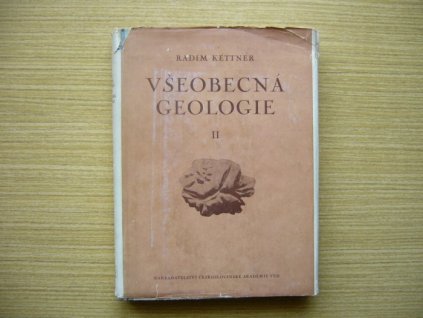 RADIM KETTNER
VŠEOBECNÁ
GEOLOGIE
II
NAKLADATELSTVÍ ČESKOSLOVENSKÉ AKADEMIE VĚD